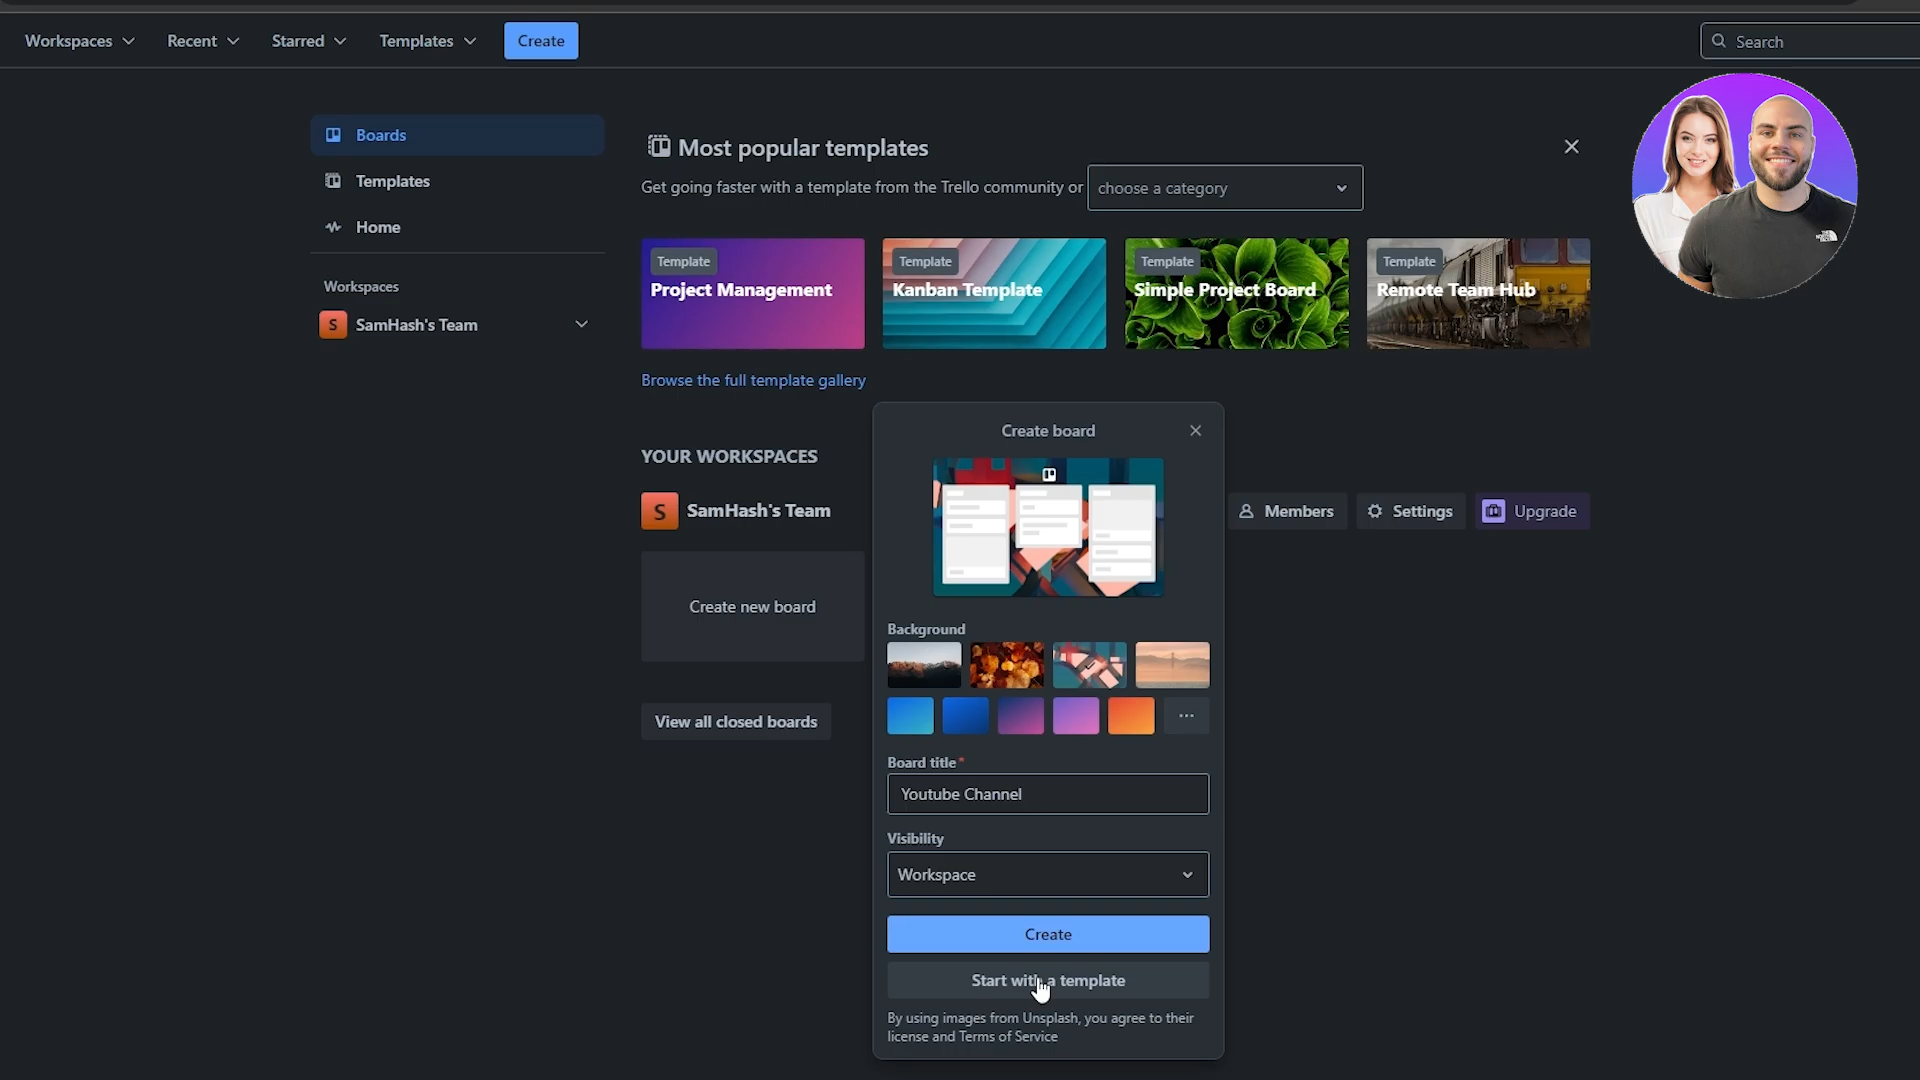 Workspaces
Recent
Starred
Templates
Create
Search
Boards
Templates
Home
Workspaces
S SamHash's Team
Most popular templates
Get going faster with a template from the Trello community or choose a category
Template
Project Management
Template
Kanban Template
Template
Simple Project Board
Template
Remote Team Hub
Browse the full template gallery
YOUR WORKSPACES
S SamHash's Team
Members
Settings
Upgrade
Create new board
View all closed boards
Create board
Background
Board title*
Youtube Channel
Visibility
Workspace
Create
Start with a template
By using images from Unsplash, you agree to their
license and Terms of Service
THE NORTH FACE